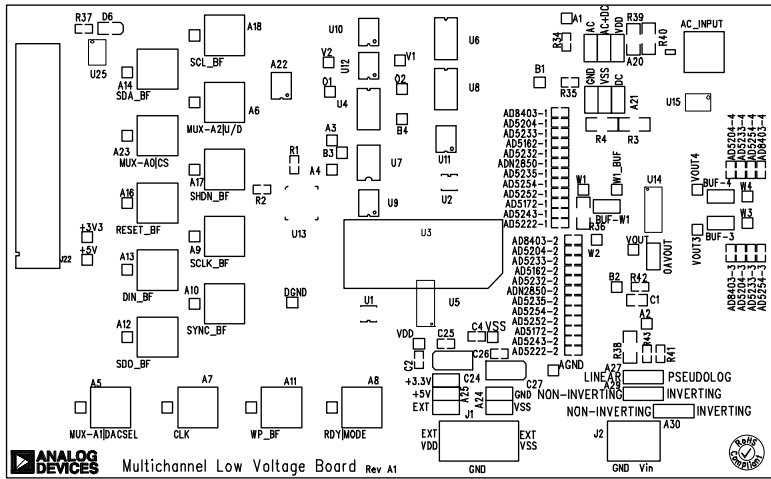 R37
D6
A18
U10
U6
A1
R34
AC
AC+DC
VDD
R39
R40
AC_INPUT
U25
A14
SDA_BF
SCL_BF
A22
V2
U12
V1
A20
B1
U8
GND
VSS
DC
R35
A21
U15
O1
O2
U4
A6
MUX-A2|U/D
A23
MUX-A0|CS
A3
B3
B4
R4
R3
U11
R1
A4
U7
U2
AD8403-1
AD5204-1
AD5233-1
AD5162-1
AD5232-1
ADN2850-1
AD5235-1
AD5254-1
AD5252-1
AD5172-1
AD5243-1
AD5222-1
AD5204-4
AD5233-4
AD5254-4
AD8403-4
A17
SHDN_BF
R2
A16
RESET_BF
U13
U9
W1
W1_BUF
U14
VOUT4
BUF-4
W4
BUF-W1
R36
W2
BUF-3
W3
VOUT3
+3V3
J22
+5V
A9
SCLK_BF
U3
AD8403-2
AD5204-2
AD5233-2
AD5162-2
AD5232-2
ADN2850-2
AD5235-2
AD5254-2
AD5252-2
AD5172-2
AD5243-2
AD5222-2
VOUT
OAVOUT
AD8403-3
AD5204-3
AD5233-3
AD5254-3
A13
DIN_BF
A10
SYNC_BF
DGND
U1
U5
B2
R42
C1
A2
A12
SDO_BF
VDD
C25
C4
VSS
C2
C26
AGND
R38
R43
R41
A27
LINEAR
PSEUDOLOG
A5
MUX-A1|DACSEL
A7
CLK
A11
WP_BF
A8
RDY|MODE
+3.3V
+5V
EXT
A25
C24
C27
A24
GND
VSS
A29
NON-INVERTING
INVERTING
NON-INVERTING
INVERTING
A30
J1
EXT
VDD
EXT
VSS
GND
J2
GND Vin
ANALOG
DEVICES
Multichannel Low Voltage Board Rev A1
RoHS
Compliant